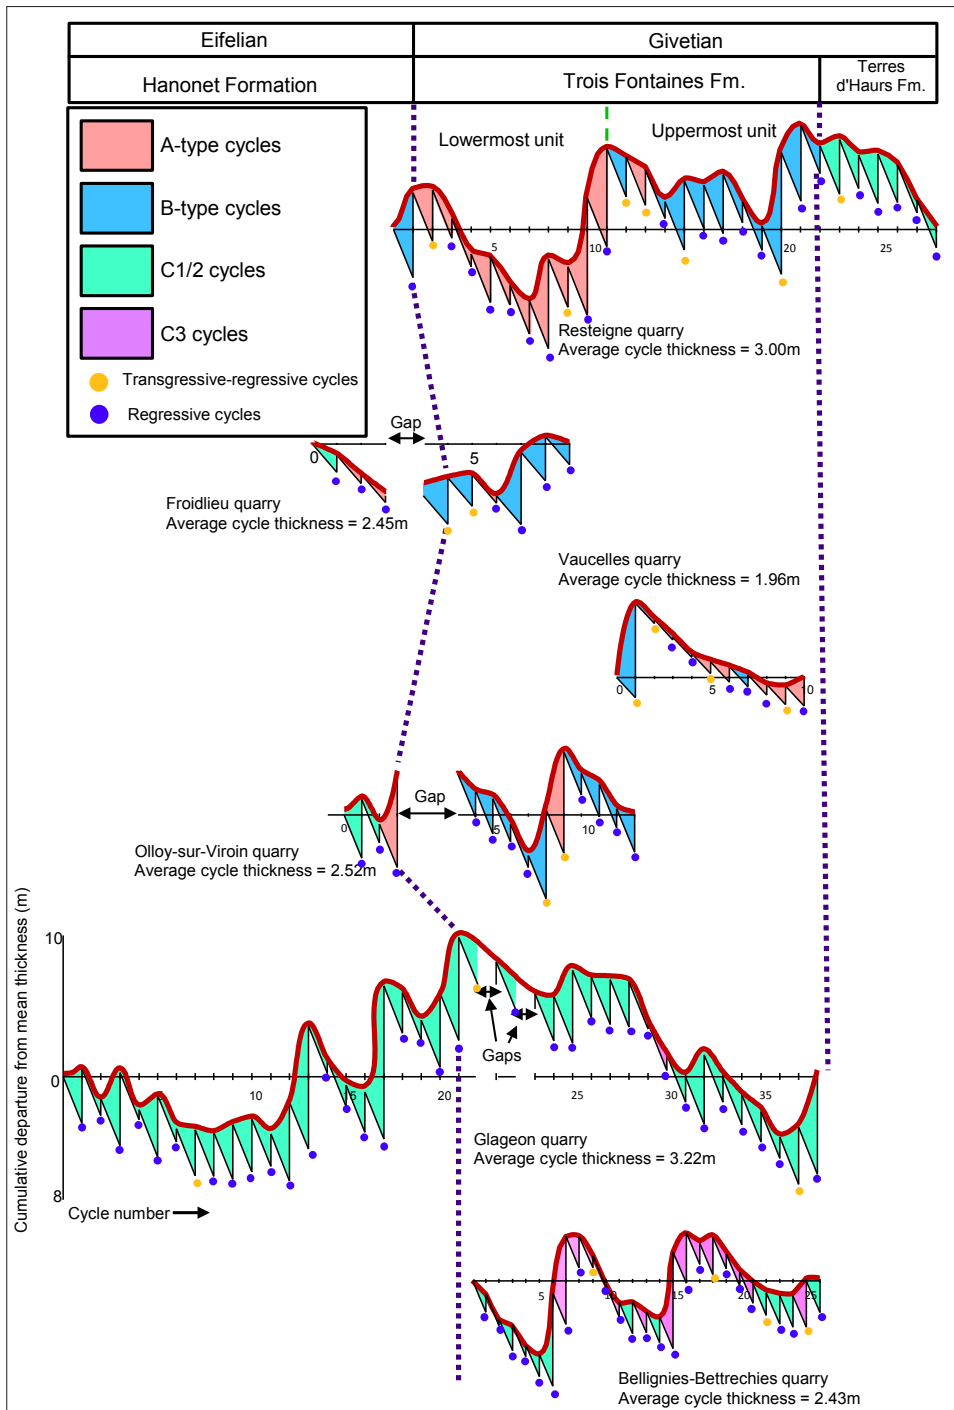 Eifelian
Givetian
Hanonet Formation
Trois Fontaines Fm.
Terres
d'Haurs Fm.
A-type cycles
B-type cycles
C1/2 cycles
C3 cycles
Transgressive-regressive cycles
Regressive cycles
Lowermost unit
Uppermost unit
5
10
20
25
Resteigne quarry
Average cycle thickness = 3.00m
Gap
0
5
Froidlieu quarry
Average cycle thickness = 2.45m
Vaucelles quarry
Average cycle thickness = 1.96m
0
5
10
Gap
0
5
10
Olloy-sur-Viroin quarry
Average cycle thickness = 2.52m
Cumulative departure from mean thickness (m)
10
0
8
10
15
20
25
30
35
Gaps
Glageon quarry
Average cycle thickness = 3.22m
Cycle number
5
10
15
20
25
Bellignies-Bettrechies quarry
Average cycle thickness = 2.43m